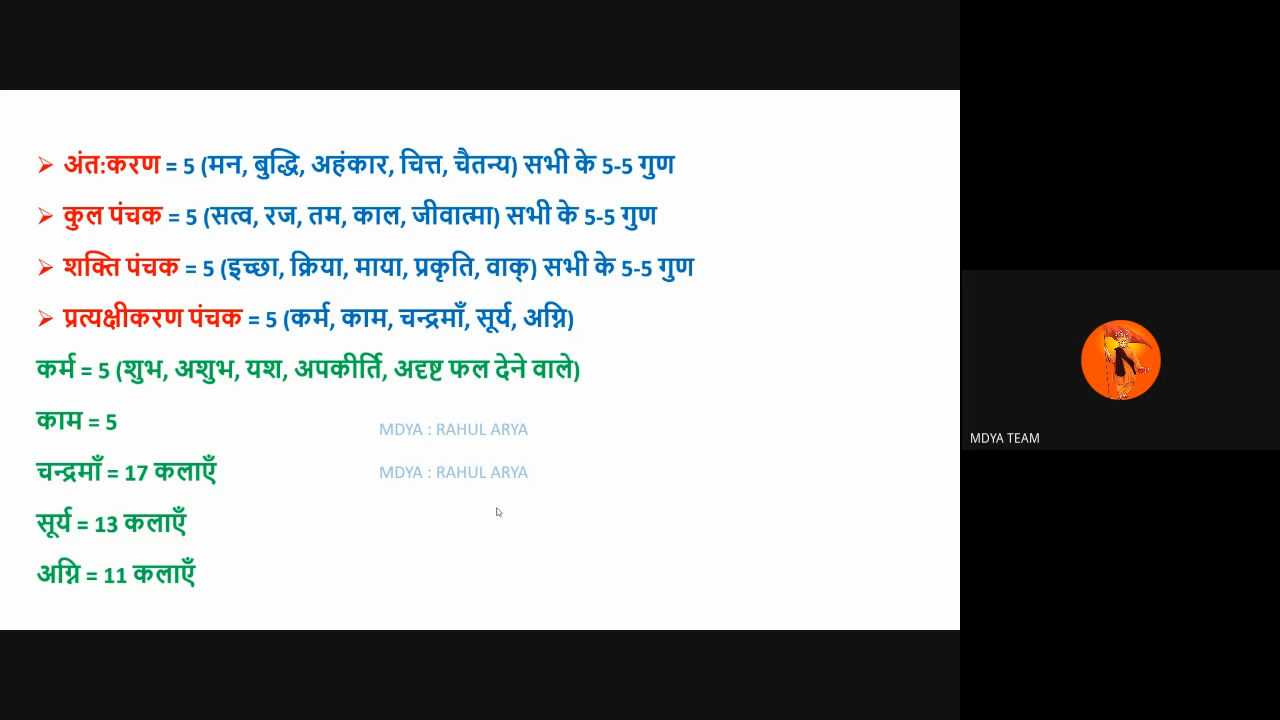 ➢ अंत:करण = 5 (मन, बुद्धि, अहंकार, चित्त, चैतन्य) सभी के 5-5 गुण
➢ कुल पंचक = 5 (सत्व, रज, तम, काल, जीवात्मा) सभी के 5-5 गुण
➢ शक्ति पंचक = 5 (इच्छा, क्रिया, माया, प्रकृति, वाक्) सभी के 5-5 गुण
➢ प्रत्यक्षीकरण पंचक = 5 (कर्म, काम, चन्द्रमाँ, सूर्य, अग्नि)
कर्म = 5 (शुभ, अशुभ, यश, अपकीर्ति, अदृष्ट फल देने वाले)
काम = 5
MDYA : RAHUL ARYA
चन्द्रमाँ = 17 कलाएँ
MDYA : RAHUL ARYA
सूर्य = 13 कलाएँ
अग्नि = 11 कलाएँ
MDYA TEAM